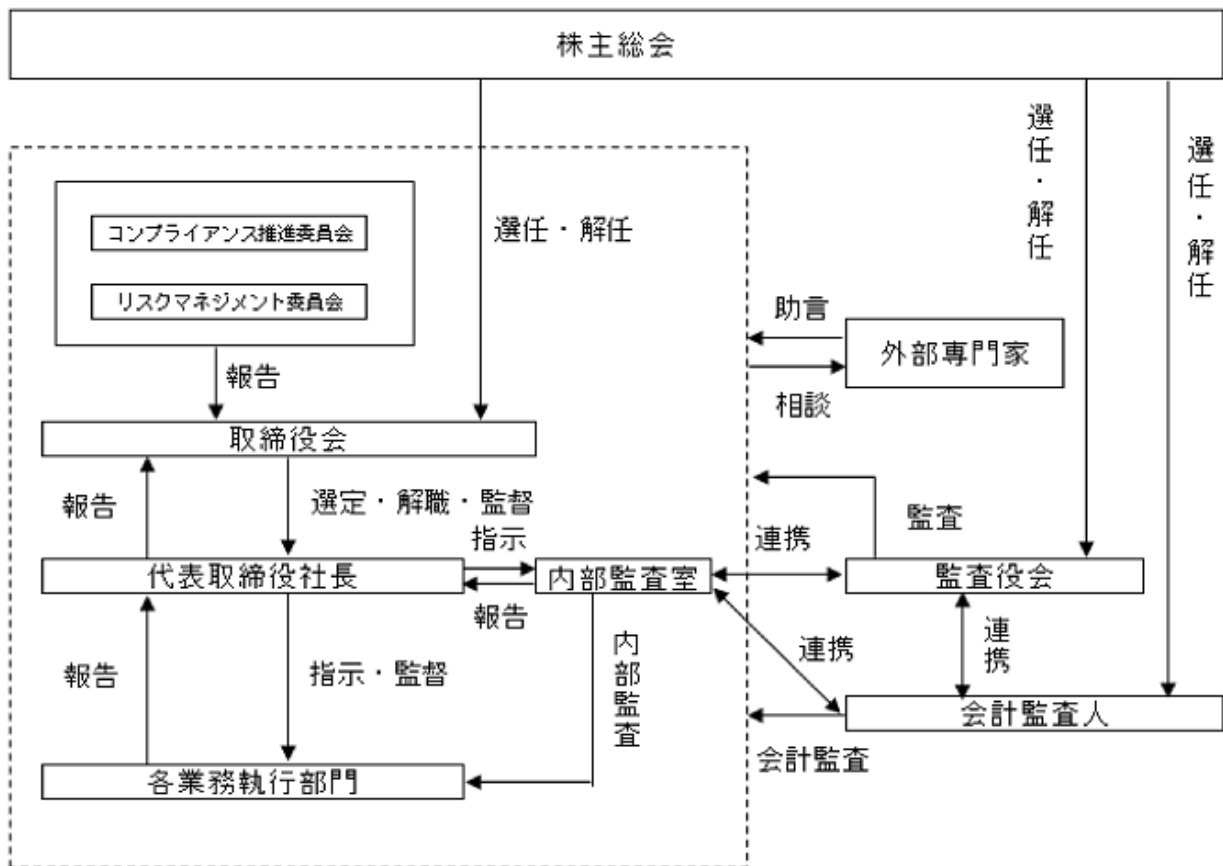 株主総会
選任・解任
選任・解任
選任・解任
コンプライアンス推進委員会
リスクマネジメント委員会
助言
外部専門家
相談
報告
取締役会
報告
選定・解職・監督
監査
指示
連携
代表取締役社長
内部監査室
監査役会
報告
報告
指示・監督
内部監査
連携
連携
会計監査人
会計監査
各業務執行部門